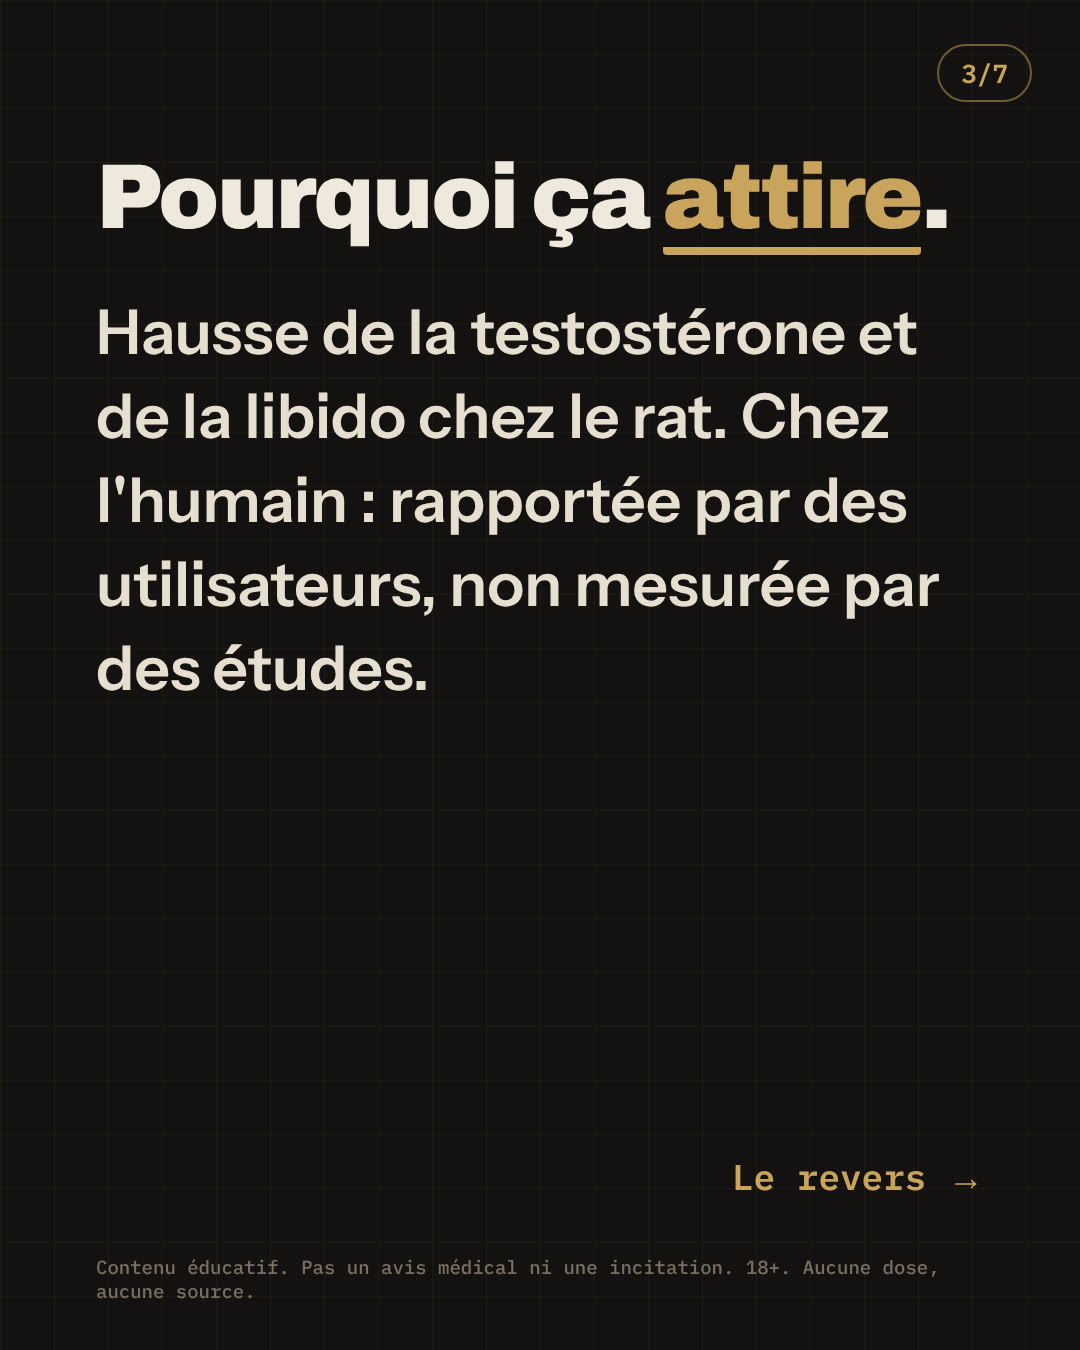 3/7
Pourquoi ça attire.
Hausse de la testostérone et
de la libido chez le rat. Chez
l'humain : rapportée par des
utilisateurs, non mesurée par
des études.
Le revers →
Contenu éducatif. Pas un avis médical ni une incitation. 18+. Aucune dose,
aucune source.